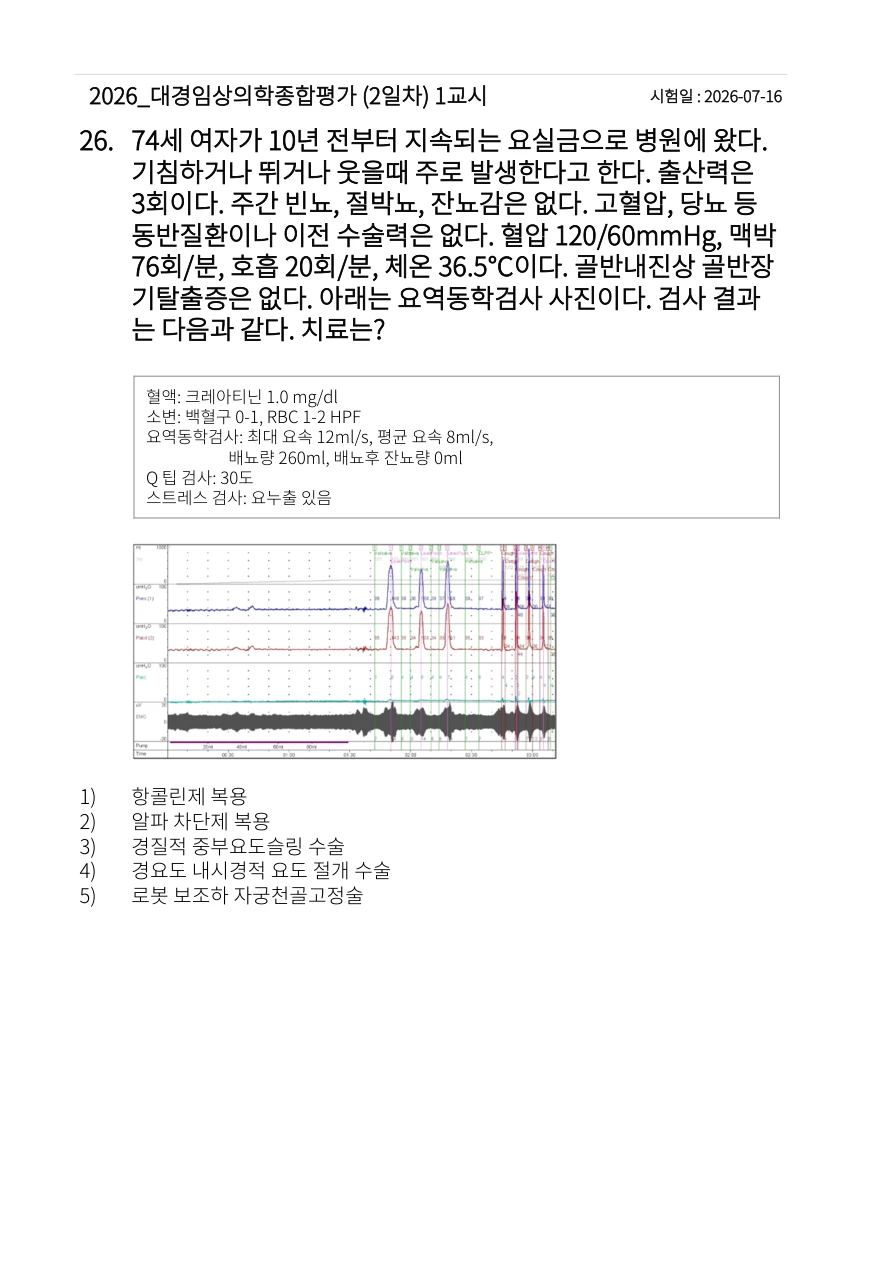 2026_대경임상의학종합평가 (2일차) 1교시
시험일 : 2026-07-16
26. 74세 여자가 10년 전부터 지속되는 요실금으로 병원에 왔다.
기침하거나 뛰거나 웃을때 주로 발생한다고 한다. 출산력은
3회이다. 주간 빈뇨, 절박뇨, 잔뇨감은 없다. 고혈압, 당뇨 등
동반질환이나 이전 수술력은 없다. 혈압 120/60mmHg, 맥박
76회/분, 호흡 20회/분, 체온 36.5℃이다. 골반내진상 골반장
기탈출증은 없다. 아래는 요역동학검사 사진이다. 검사 결과
는 다음과 같다. 치료는?
혈액: 크레아티닌 1.0 mg/dl
소변: 백혈구 0-1, RBC 1-2 HPF
요역동학검사: 최대 요속 12ml/s, 평균 요속 8ml/s,
배뇨량 260ml, 배뇨후 잔뇨량 0ml
Q 팁 검사: 30도
스트레스 검사: 요누출 있음
EMG
Pump
Time
1) 항콜린제 복용
2) 알파 차단제 복용
3) 경질적 중부요도슬링 수술
4) 경요도 내시경적 요도 절개 수술
5) 로봇 보조하 자궁천골고정술